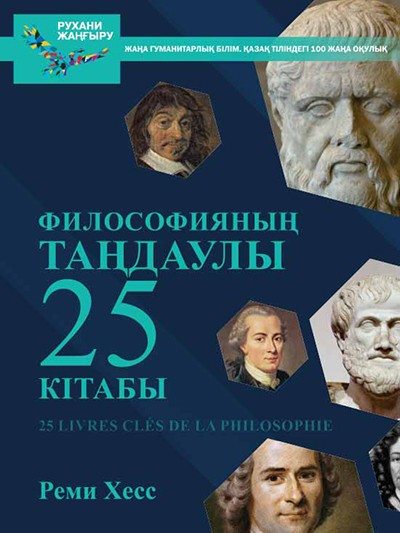 РУХАНИ
ЖАҢҒЫРУ
ЖАҢА ГУМАНИТАРЛЫҚ БІЛІМ. ҚАЗАҚ ТІЛІНДЕГІ 100 ЖАҢА ОҚУЛЫҚ
ФИЛОСОФИЯНЫҢ
ТАҢДАУЛЫ
25
КІТАБЫ
25 LIVRES CLÉS DE LA PHILOSOPHIE
Реми Хесс